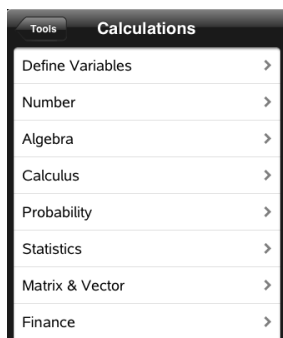 Tools Calculations
Define Variables
Number
Algebra
Calculus
Probability
Statistics
Matrix & Vector
Finance